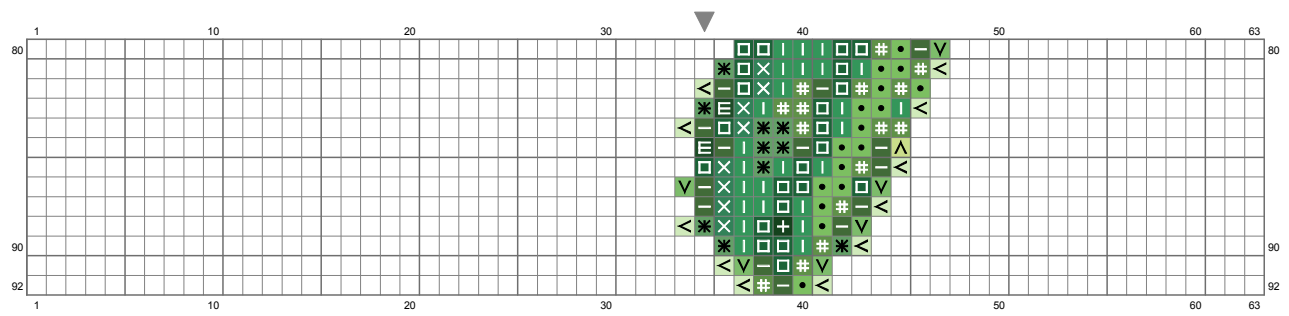 1 10 20 30 40 50 60 63
80 □ □ | | | □ □ # • − V 80
✱ □ × | | | □ | • • # <
< − □ × | # − □ # • # •
✱ E × | # # □ | • • | <
< − □ × ✱ ✱ # □ | • # #
E − | ✱ ✱ − □ • • − ∧
□ × | ✱ | □ | • # − <
V − × | | □ □ • • □ V
− × | | □ | • # − <
< ✱ × | □ + | • − V
90 ✱ | □ □ | # ✱ < 90
< V − □ # V
92 < # − • < 92
1 10 20 30 40 50 60 63